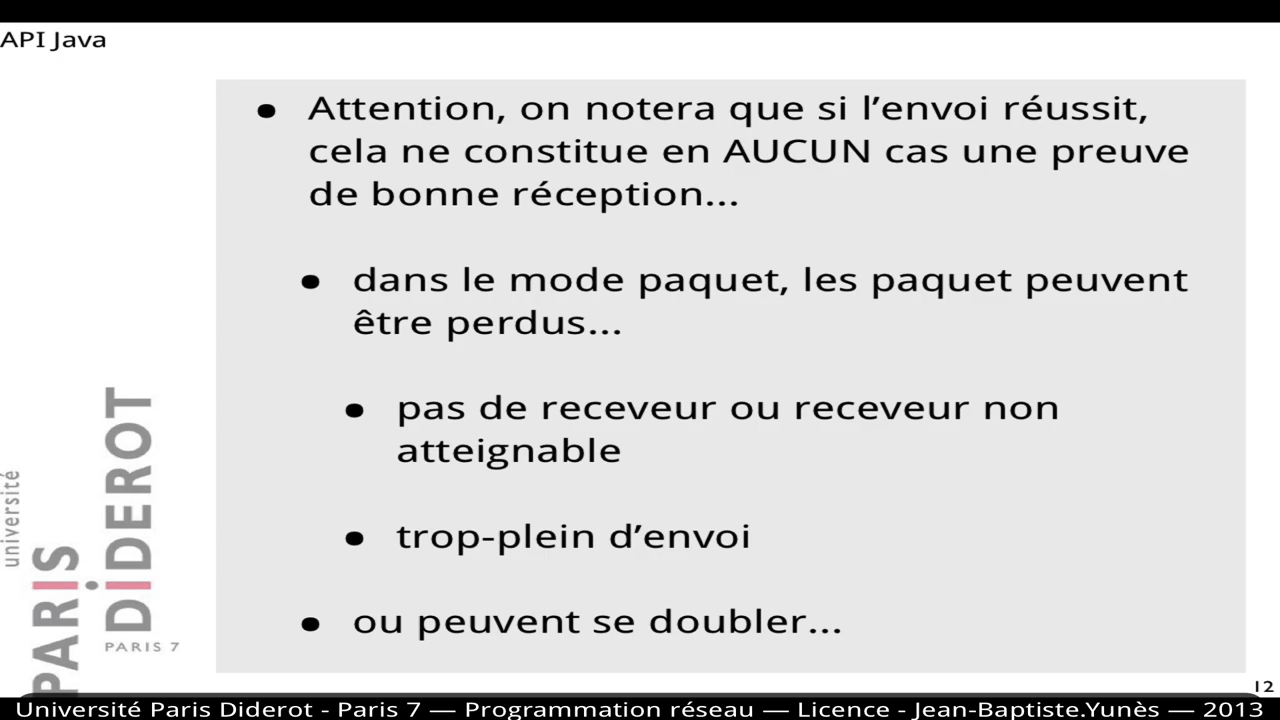 API Java
• Attention, on notera que si l’envoi réussit,
cela ne constitue en AUCUN cas une preuve
de bonne réception...
• dans le mode paquet, les paquet peuvent
être perdus...
• pas de receveur ou receveur non
atteignable
• trop-plein d’envoi
• ou peuvent se doubler...
université
PARIS
DiDEROT
PARIS 7
12
Université Paris Diderot - Paris 7 — Programmation réseau — Licence - Jean-Baptiste.Yunès — 2013